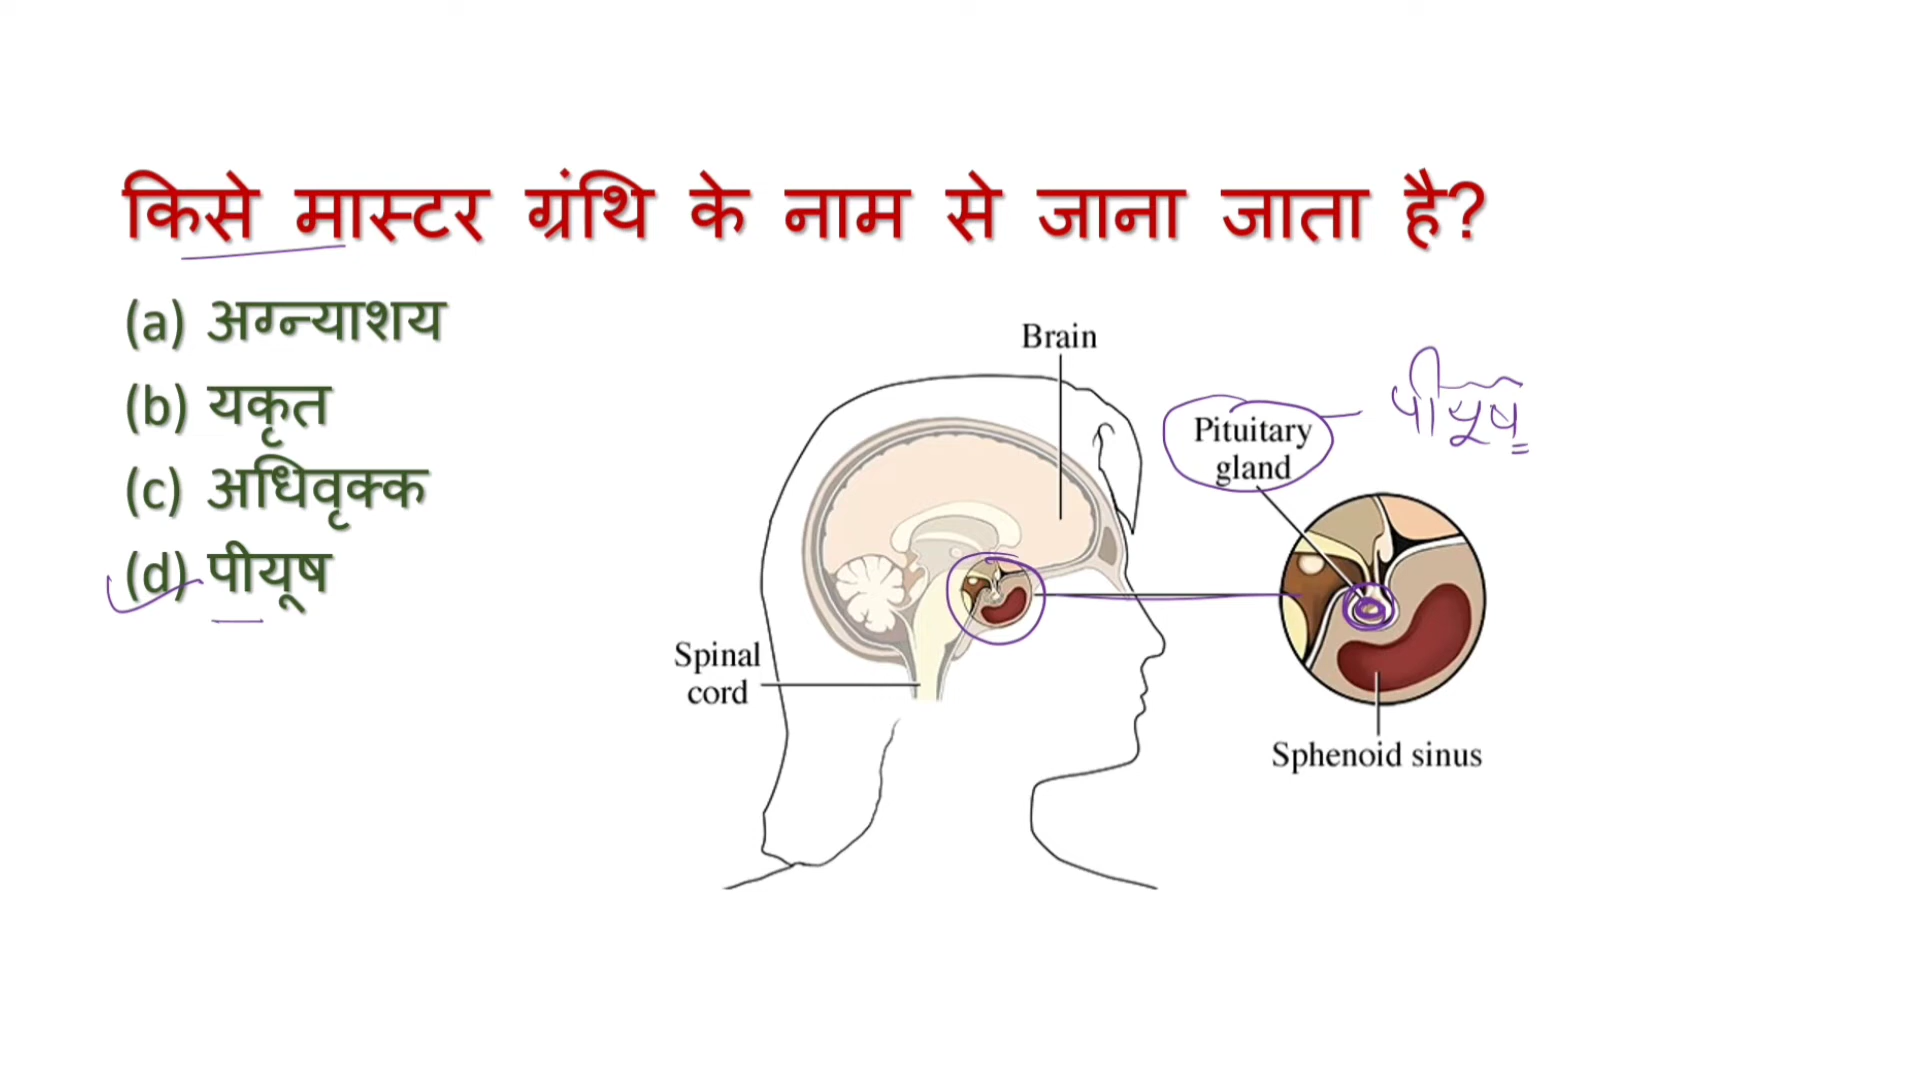 किसे मास्टर ग्रंथि के नाम से जाना जाता है?
(a) अग्न्याशय
(b) यकृत
(c) अधिवृक्क
(d) पीयूष
Brain
Pituitary
gland
पीयूष
Spinal
cord
Sphenoid sinus